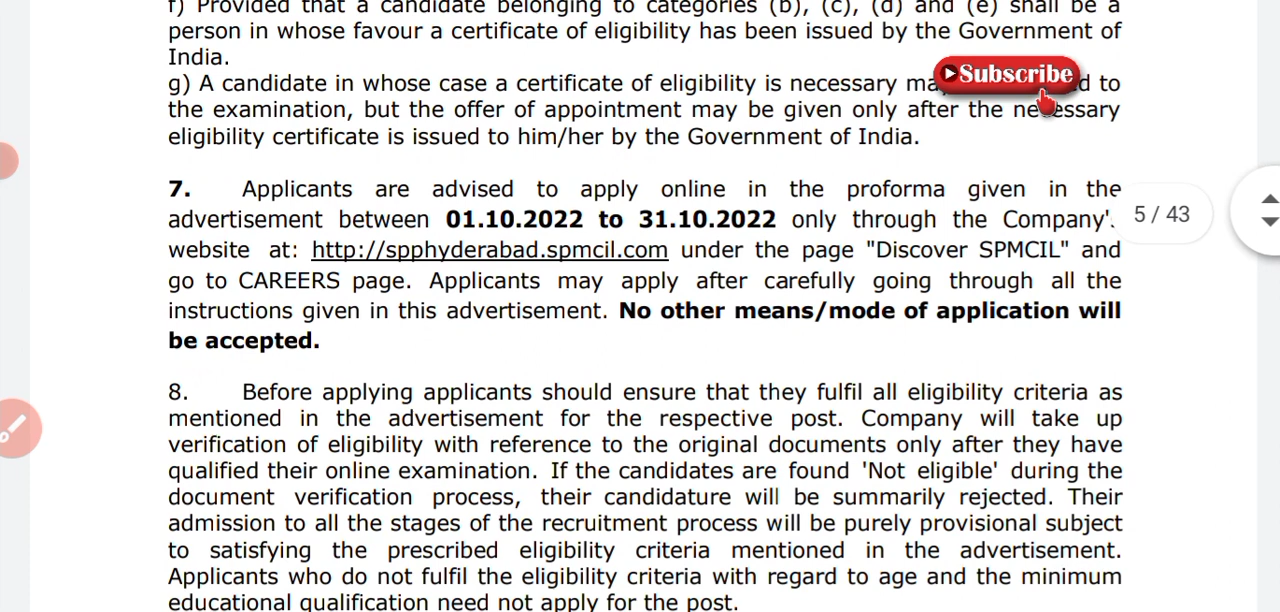 f) Provided that a candidate belonging to categories (b), (c), (d) and (e) shall be a
person in whose favour a certificate of eligibility has been issued by the Government of
India.
g) A candidate in whose case a certificate of eligibility is necessary Subscribe to
the examination, but the offer of appointment may be given only after the necessary
eligibility certificate is issued to him/her by the Government of India.
7. Applicants are advised to apply online in the proforma given in the
advertisement between 01.10.2022 to 31.10.2022 only through the Company's
5 / 43
website at: http://spphyderabad.spmcil.com under the page "Discover SPMCIL" and
go to CAREERS page. Applicants may apply after carefully going through all the
instructions given in this advertisement. No other means/mode of application will
be accepted.
8. Before applying applicants should ensure that they fulfil all eligibility criteria as
mentioned in the advertisement for the respective post. Company will take up
verification of eligibility with reference to the original documents only after they have
qualified their online examination. If the candidates are found 'Not eligible' during the
document verification process, their candidature will be summarily rejected. Their
admission to all the stages of the recruitment process will be purely provisional subject
to satisfying the prescribed eligibility criteria mentioned in the advertisement.
Applicants who do not fulfil the eligibility criteria with regard to age and the minimum
educational qualification need not apply for the post.